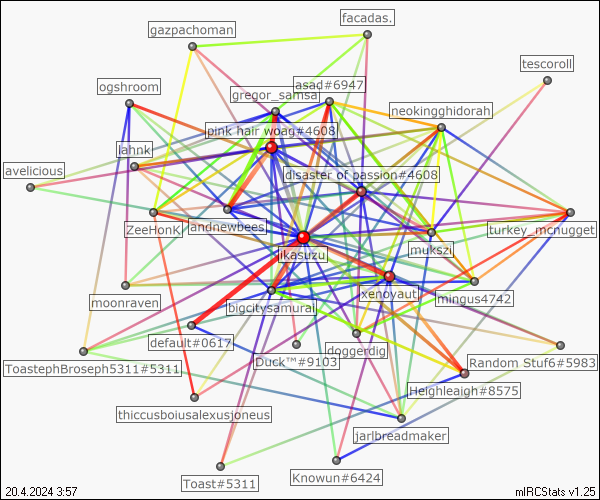 facadas.
gazpachoman
tescoroll
ogshroom
asad#6947
gregor_samsa
neokingghidorah
pink hair woag#4608
lahnk
avelicious
disaster of passion#4608
ZeeHonK
andnewbees
turkey_mcnugget
jikasuzu
mukszi
moonraven
xenoyauti
mingus4742
bigcitysamurai
default#0617
doggerdig
ToastephBroseph5311#5311
Duck™#9103
Random Stuf6#5983
Heighleaigh#8575
thiccusboiusalexusjoneus
jarlbreadmaker
Toast#5311
Knowun#6424
20.4.2024 3:57
mIRCStats v1.25